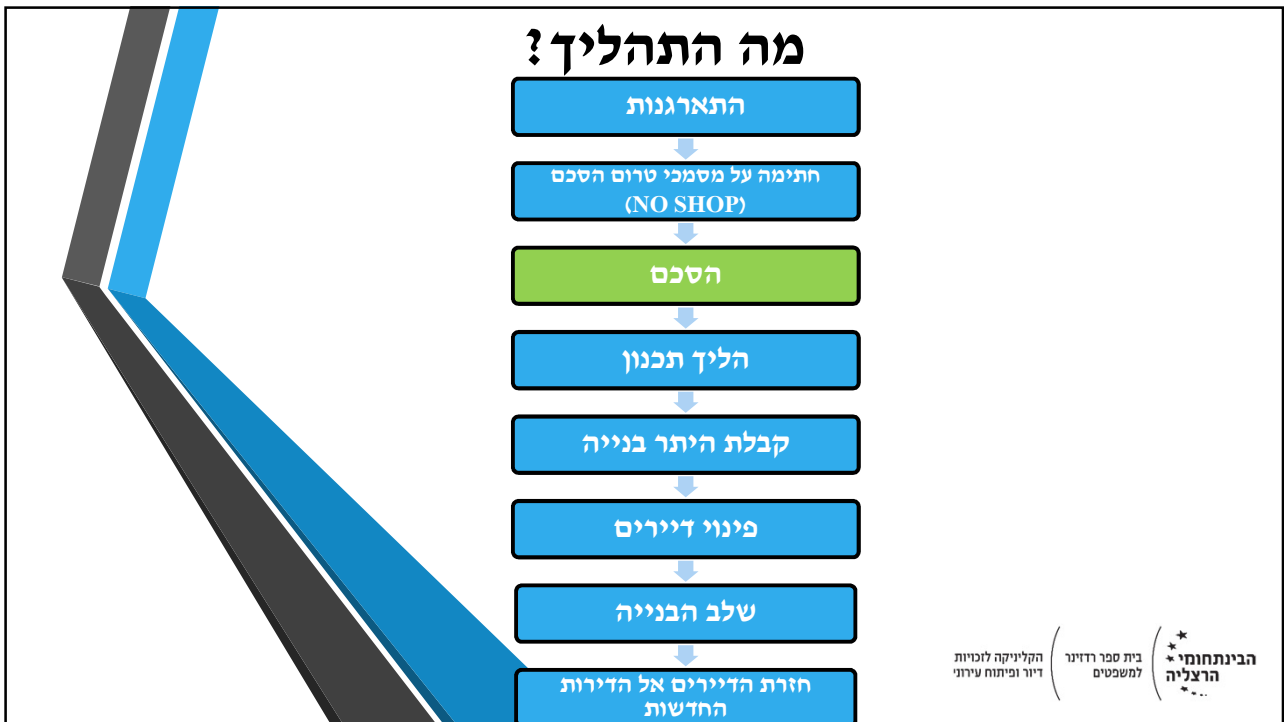 מה התהליך?
התארגנות
חתימה על מסמכי טרום הסכם
(NO SHOP)
הסכם
הליך תכנון
קבלת היתר בנייה
פינוי דיירים
שלב הבנייה
חזרת הדיירים אל הדירות
החדשות
הבינתחומי
הרצליה
בית ספר רדזינר
למשפטים
הקליניקה לזכויות
דיור ופיתוח עירוני